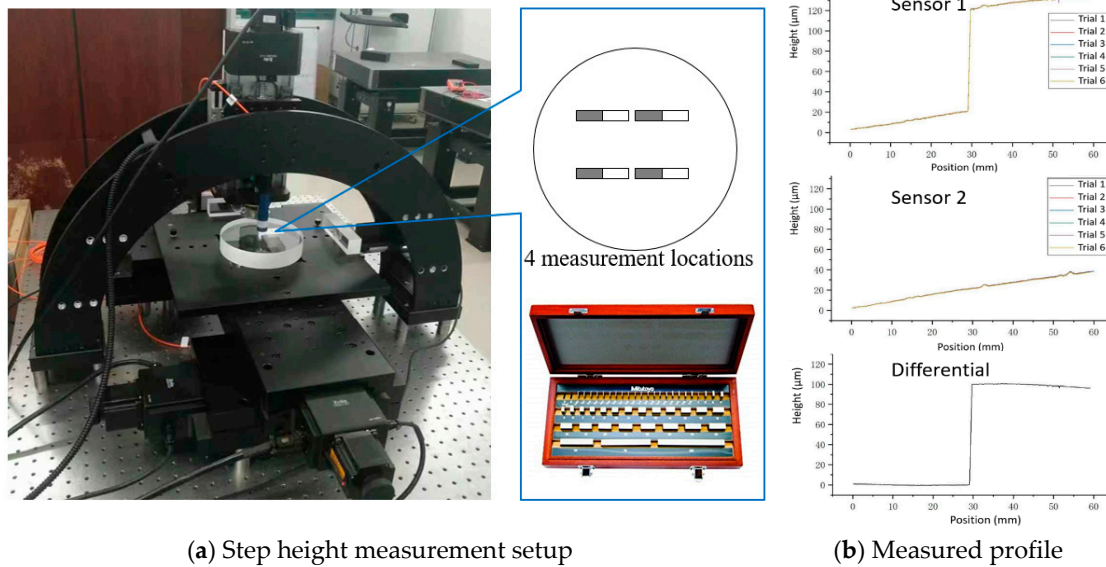 4 measurement locations
Mitutoyo
(a) Step height measurement setup
Sensor 1
Height (μm)
120
100
80
60
40
20
0
0 10 20 30 40 50 60
Position (mm)
Trial 1
Trial 2
Trial 3
Trial 4
Trial 5
Trial 6
Sensor 2
Height (μm)
120
100
80
60
40
20
0
0 10 20 30 40 50 60
Position (mm)
Trial 1
Trial 2
Trial 3
Trial 4
Trial 5
Trial 6
Differential
Height (μm)
120
100
80
60
40
20
0
0 10 20 30 40 50 60
Position (mm)
(b) Measured profile